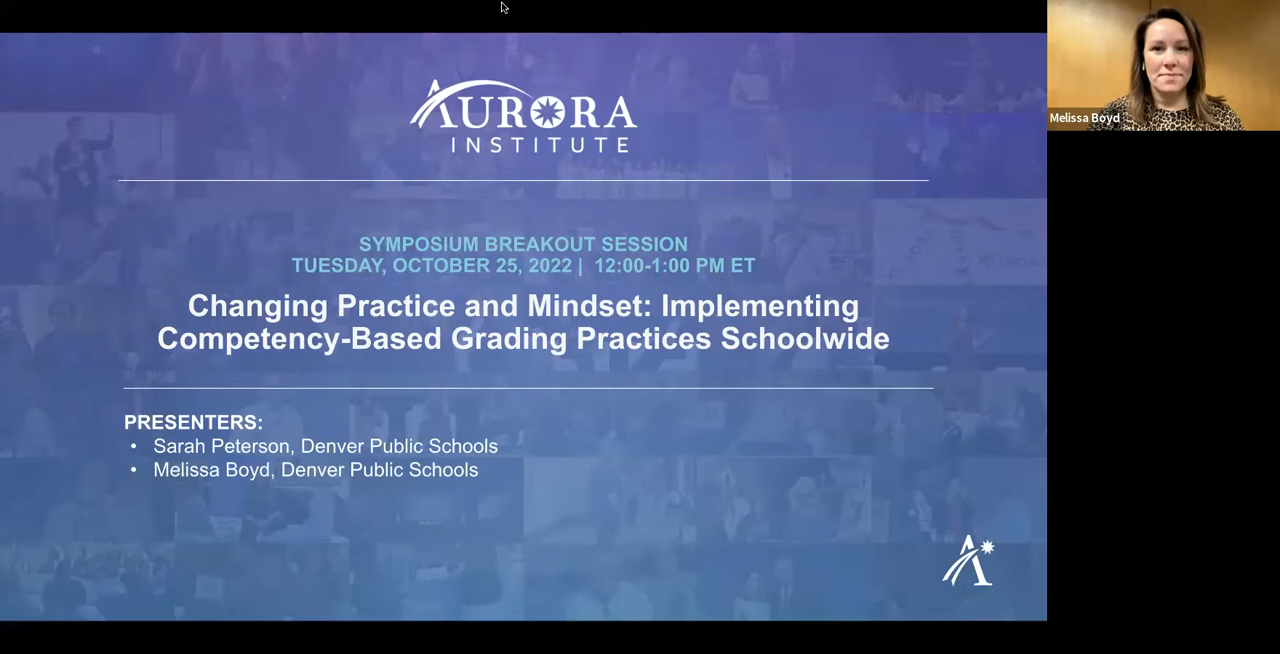 AURORA
INSTITUTE
SYMPOSIUM BREAKOUT SESSION
TUESDAY, OCTOBER 25, 2022 | 12:00-1:00 PM ET
Changing Practice and Mindset: Implementing
Competency-Based Grading Practices Schoolwide
PRESENTERS:
• Sarah Peterson, Denver Public Schools
• Melissa Boyd, Denver Public Schools
Melissa Boyd